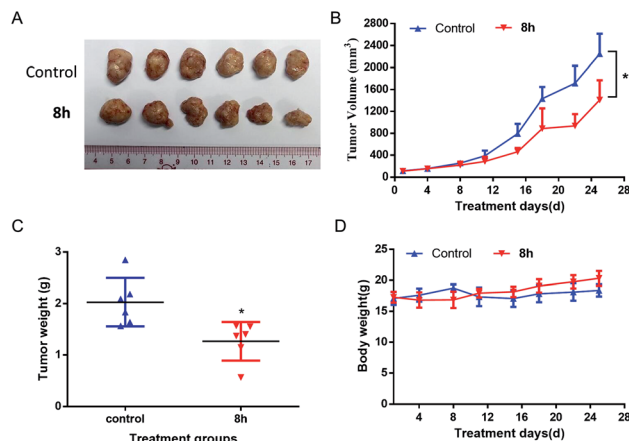 A
Control
8h
4 5 6 7 8 9 10 11 12 13 14 15 16 17
B
Control 8h
Tumor Volume (mm3)
2800
2400
2000
1600
1200
800
400
*
0 4 8 12 16 20 24 28
Treatment days(d)
C
Tumor weight (g)
3
2
1
0
*
control 8h
Treatment groups
D
Control 8h
Body weight(g)
25
20
15
10
5
0
4 8 12 16 20 24 28
Treatment days(d)